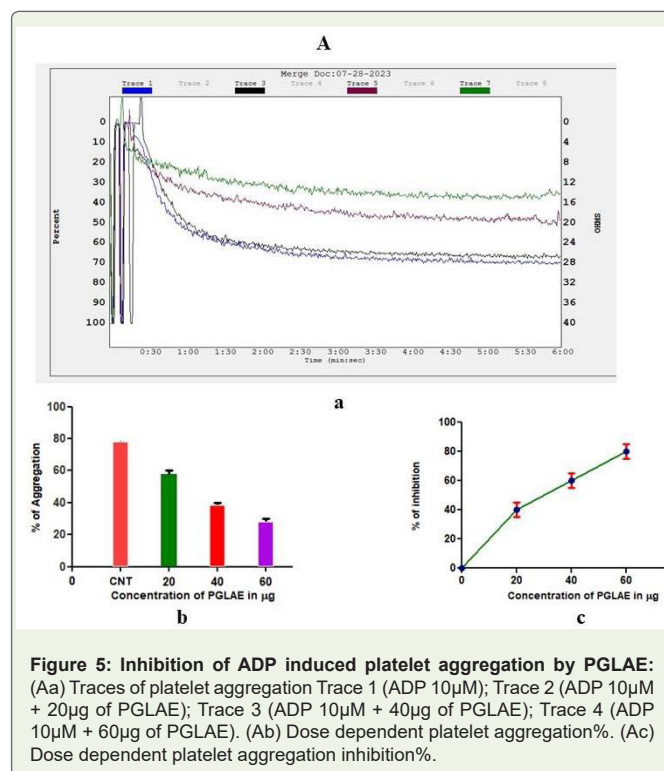 A
Merge Doc:07-28-2023
Trace 1 Trace 2 Trace 3 Trace 4 Trace 5 Trace 6 Trace 7 Trace 8
0 0
10 4
20 8
30 12
40 16
50 20
60 24
70 28
80 32
90 36
100 40
Percent
0:30 1:00 1:30 2:00 2:30 3:00 3:30 4:00 4:30 5:00 5:30 6:00
Time (min:sec)
a
% of Aggregation
100
80
60
40
20
0 CNT 20 40 60
Concentration of PGLAE in µg
b
% of inhibition
100
80
60
40
20
0
0 20 40 60
Concentration of PGLAE in µg
c
Figure 5: Inhibition of ADP induced platelet aggregation by PGLAE:
(Aa) Traces of platelet aggregation Trace 1 (ADP 10µM); Trace 2 (ADP 10µM
+ 20µg of PGLAE); Trace 3 (ADP 10µM + 40µg of PGLAE); Trace 4 (ADP
10µM + 60µg of PGLAE). (Ab) Dose dependent platelet aggregation%. (Ac)
Dose dependent platelet aggregation inhibition%.